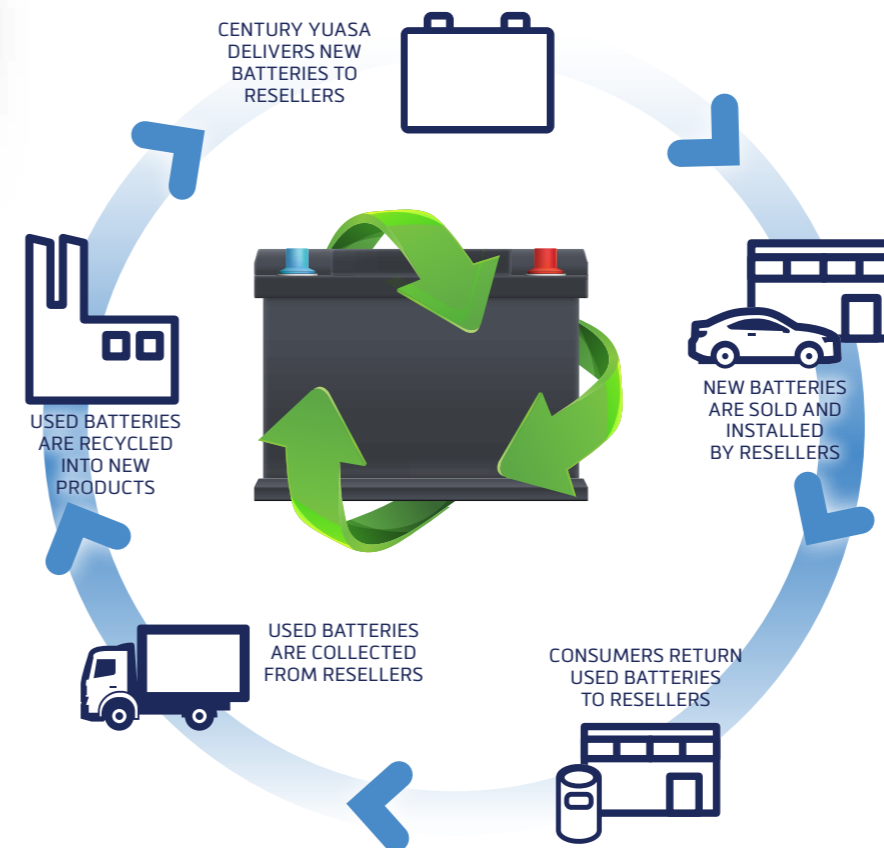 CENTURY YUASA
DELIVERS NEW
BATTERIES TO
RESELLERS
NEW BATTERIES
ARE SOLD AND
INSTALLED
BY RESELLERS
CONSUMERS RETURN
USED BATTERIES
TO RESELLERS
USED BATTERIES
ARE COLLECTED
FROM RESELLERS
USED BATTERIES
ARE RECYCLED
INTO NEW
PRODUCTS